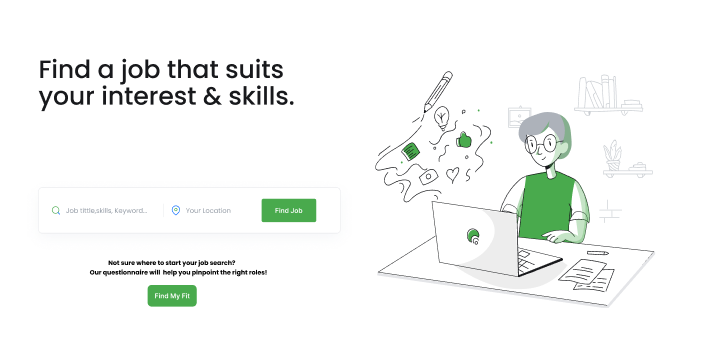 Find a job that suits
your interest & skills.
Job tittle,skills, Keyword...
Your Location
Find Job
Not sure where to start your job search?
Our questionnaire will help you pinpoint the right roles!
Find My Fit